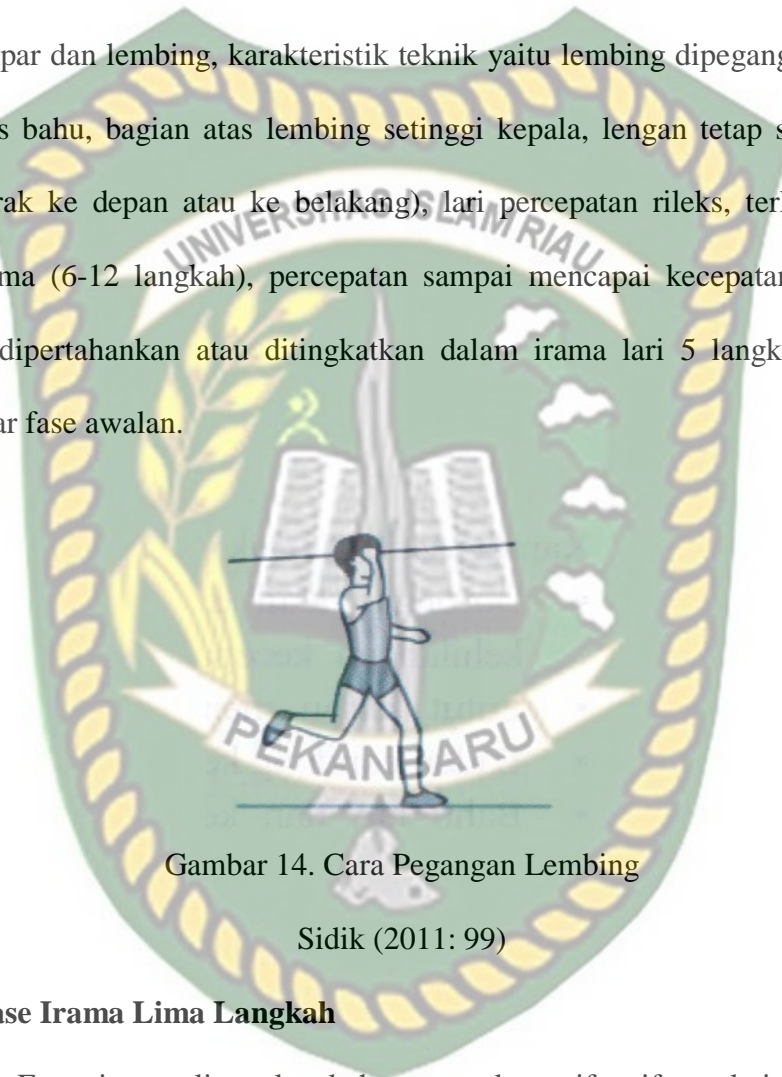 par dan lembing, karakteristik teknik yaitu lembing dipegang
s bahu, bagian atas lembing setinggi kepala, lengan tetap s
rak ke depan atau ke belakang), lari percepatan rileks, ter
ma (6-12 langkah), percepatan sampai mencapai kecepatan
dipertahankan atau ditingkatkan dalam irama lari 5 langk
ar fase awalan.
UNIVERSITAS ISLAM RIAU
PEKANBARU
Gambar 14. Cara Pegangan Lembing
Sidik (2011: 99)
ase Irama Lima Langkah